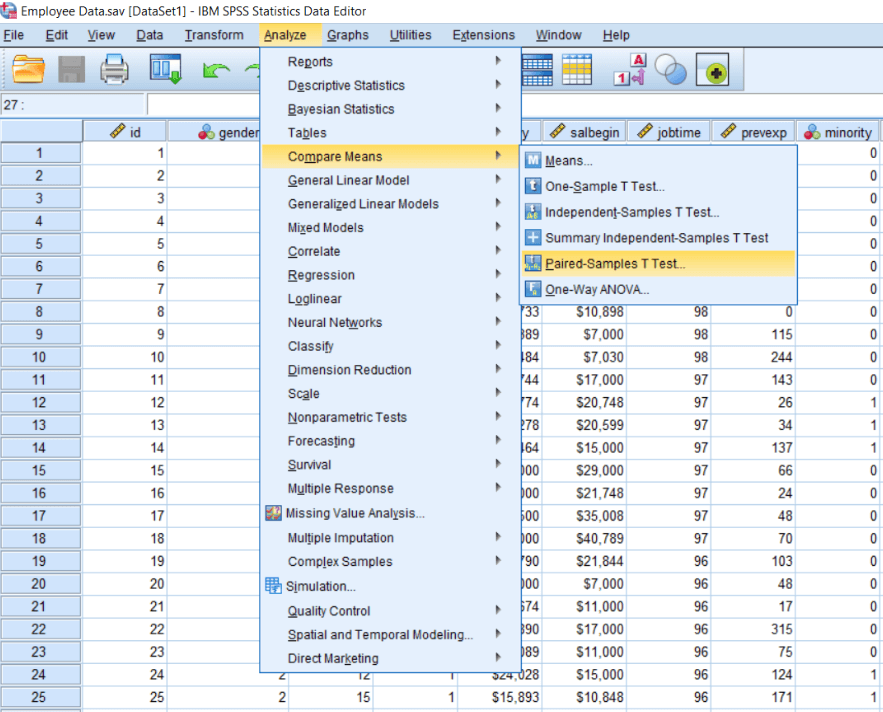 Employee Data.sav [DataSet1] - IBM SPSS Statistics Data Editor
File Edit View Data Transform Analyze Graphs Utilities Extensions Window Help
A
1
27 :
id gender y salbegin jobtime prevexp minority
Reports
Descriptive Statistics
Bayesian Statistics
Tables
Compare Means
General Linear Model
Generalized Linear Models
Mixed Models
Correlate
Regression
Loglinear
Neural Networks
Classify
Dimension Reduction
Scale
Nonparametric Tests
Forecasting
Survival
Multiple Response
Missing Value Analysis...
Multiple Imputation
Complex Samples
Simulation...
Quality Control
Spatial and Temporal Modeling...
Direct Marketing
Means...
One-Sample T Test...
Independent-Samples T Test...
Summary Independent-Samples T Test
Paired-Samples T Test...
One-Way ANOVA...
1 1 0
2 2 0
3 3 0
4 4 0
5 5 0
6 6 0
7 7 0
8 8 733 $10,898 98 0 0
9 9 389 $7,000 98 115 0
10 10 484 $7,030 98 244 0
11 11 744 $17,000 97 143 0
12 12 774 $20,748 97 26 1
13 13 278 $20,599 97 34 1
14 14 464 $15,000 97 137 1
15 15 000 $29,000 97 66 0
16 16 000 $21,748 97 24 0
17 17 500 $35,008 97 48 0
18 18 000 $40,789 97 70 0
19 19 790 $21,844 96 103 0
20 20 000 $7,000 96 48 0
21 21 674 $11,000 96 17 0
22 22 390 $17,000 96 315 0
23 23 089 $11,000 96 75 0
24 24 2 12 1 $24,028 $15,000 96 124 1
25 25 2 15 1 $15,893 $10,848 96 171 1